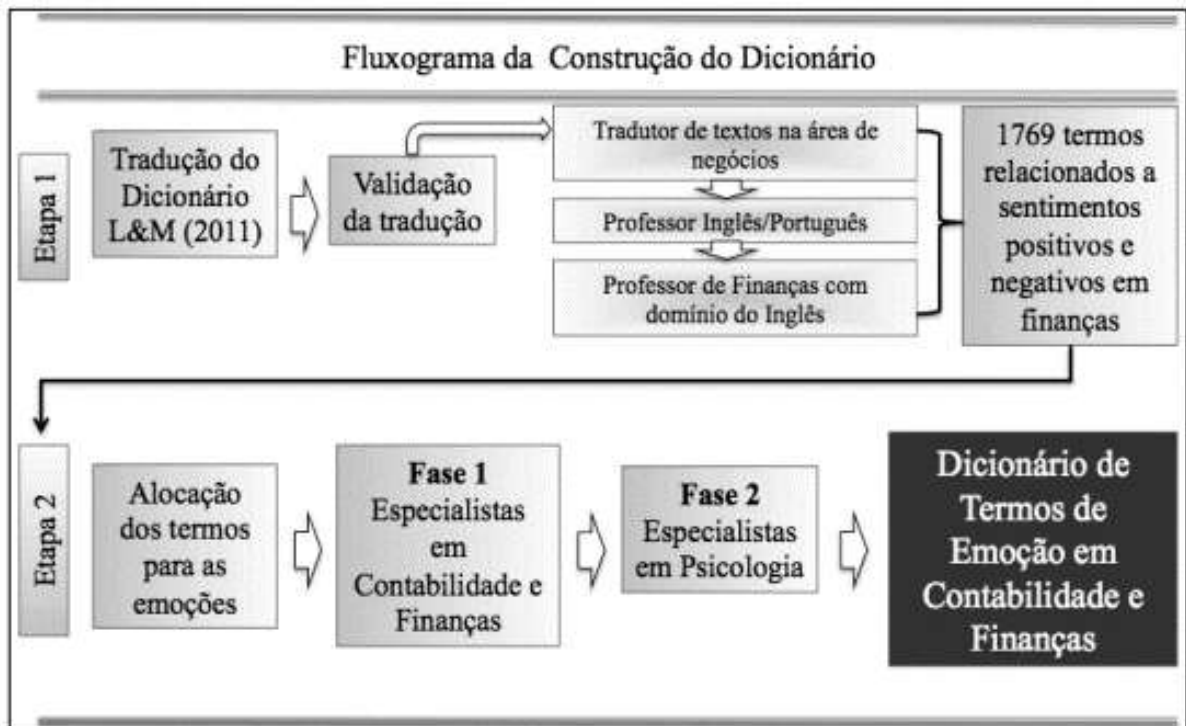 Fluxograma da Construção do Dicionário
Etapa 1
Tradução do
Dicionário
L&M (2011)
Validação
da tradução
Tradutor de textos na área de
negócios
Professor Inglês/Português
Professor de Finanças com
domínio do Inglês
1769 termos
relacionados a
sentimentos
positivos e
negativos em
finanças
Etapa 2
Alocação
dos termos
para as
emoções
Fase 1
Especialistas
em
Contabilidade e
Finanças
Fase 2
Especialistas
em Psicologia
Dicionário de
Termos de
Emoção em
Contabilidade e
Finanças